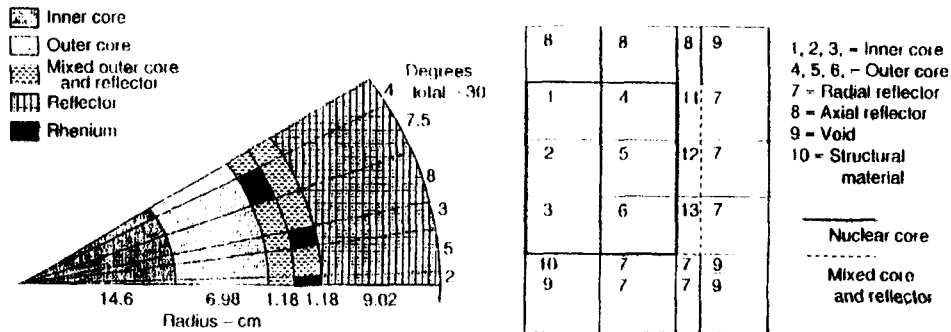 Inner core
Outer core
Mixed outer core
and reflector
Reflector
Rhenium
Degrees
total - 30
4
7.5
8
3
5
2
14.6 6.98 1.18 1.18 9.02
Radius - cm
8 8 8 9
1 4 11 7
2 5 12 7
3 6 13 7
10 7 7 9
9 7 7 9
1, 2, 3, = Inner core
4, 5, 6, - Outer core
7 = Radial reflector
8 = Axial reflector
9 = Void
10 = Structural
material
Nuclear core
Mixed core
and reflector